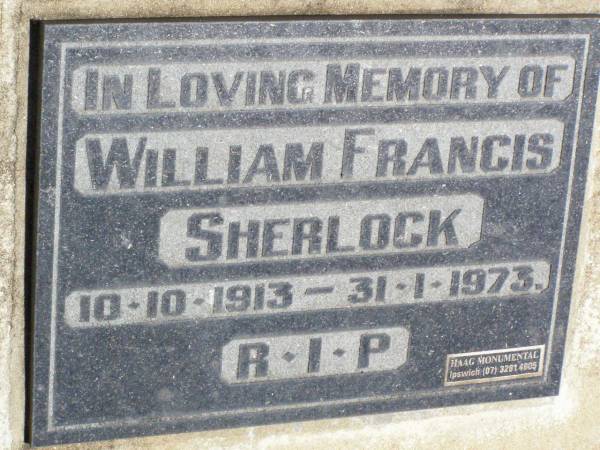 IN LOVING MEMORY OF
WILLIAM FRANCIS
SHERLOCK
10·10·1913 — 31·1·1973.
R·I·P
HAAG MONUMENTAL
Ipswich (07) 3281 4805